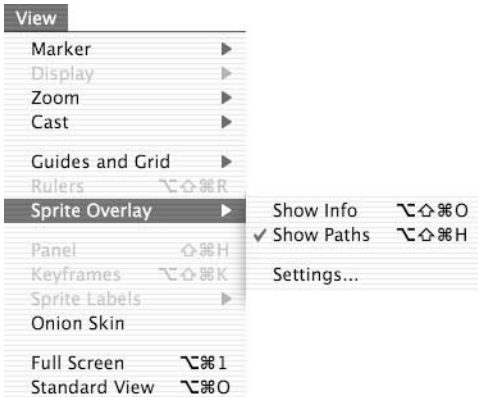 View
Marker
Display
Zoom
Cast
Guides and Grid
Rulers ⌥⇧⌘R
Sprite Overlay
Show Info ⌥⇧⌘O
✓ Show Paths ⌥⇧⌘H
Settings...
Panel ⇧⌘H
Keyframes ⌥⇧⌘K
Sprite Labels
Onion Skin
Full Screen ⌥⌘1
Standard View ⌥⌘0